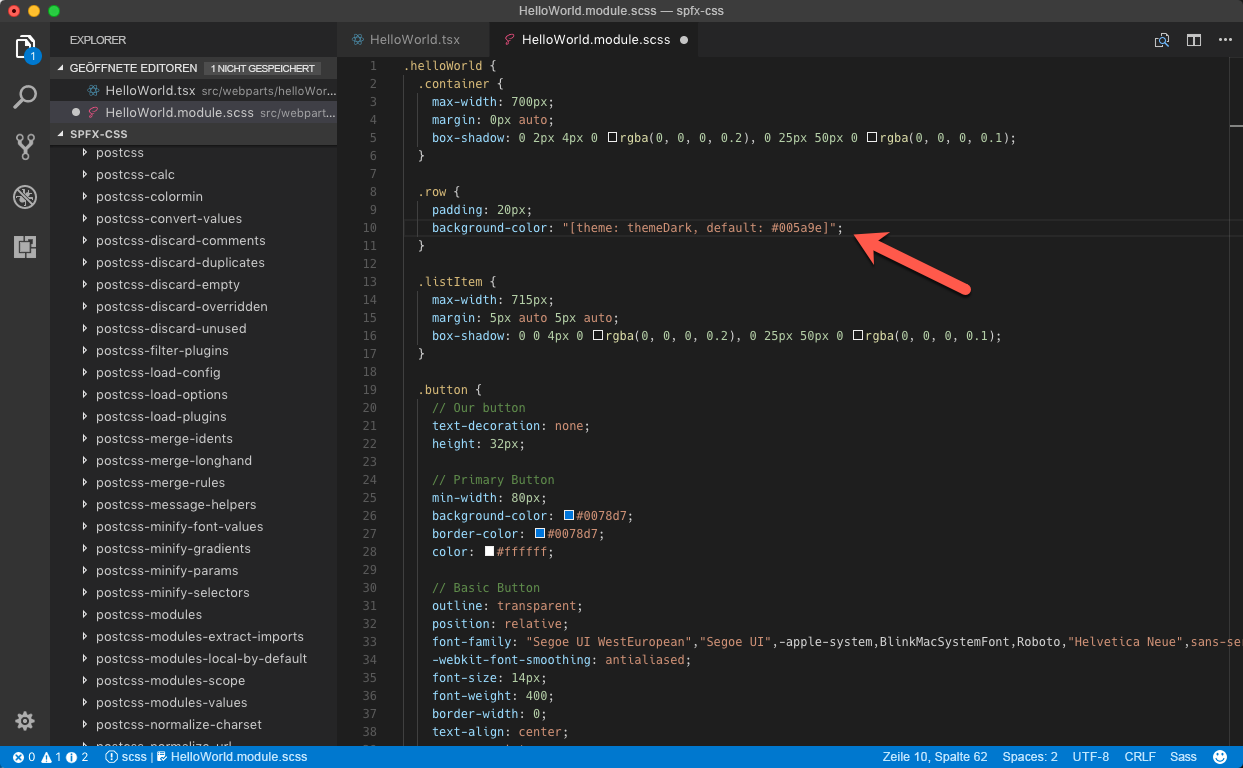 HelloWorld.module.scss — spfx-css
1
EXPLORER
GEÖFFNETE EDITOREN 1 NICHT GESPEICHERT
HelloWorld.tsx src/webparts/helloWor...
HelloWorld.module.scss src/webpart...
SPFX-CSS
postcss
postcss-calc
postcss-colormin
postcss-convert-values
postcss-discard-comments
postcss-discard-duplicates
postcss-discard-empty
postcss-discard-overridden
postcss-discard-unused
postcss-filter-plugins
postcss-load-config
postcss-load-options
postcss-load-plugins
postcss-merge-idents
postcss-merge-longhand
postcss-merge-rules
postcss-message-helpers
postcss-minify-font-values
postcss-minify-gradients
postcss-minify-params
postcss-minify-selectors
postcss-modules
postcss-modules-extract-imports
postcss-modules-local-by-default
postcss-modules-scope
postcss-modules-values
postcss-normalize-charset
postcss-normalize-url
HelloWorld.tsx HelloWorld.module.scss
1 .helloWorld {
2 .container {
3 max-width: 700px;
4 margin: 0px auto;
5 box-shadow: 0 2px 4px 0 rgba(0, 0, 0, 0.2), 0 25px 50px 0 rgba(0, 0, 0, 0.1);
6 }
7
8 .row {
9 padding: 20px;
10 background-color: "[theme: themeDark, default: #005a9e]";
11 }
12
13 .listItem {
14 max-width: 715px;
15 margin: 5px auto 5px auto;
16 box-shadow: 0 0 4px 0 rgba(0, 0, 0, 0.2), 0 25px 50px 0 rgba(0, 0, 0, 0.1);
17 }
18
19 .button {
20 // Our button
21 text-decoration: none;
22 height: 32px;
23
24 // Primary Button
25 min-width: 80px;
26 background-color: #0078d7;
27 border-color: #0078d7;
28 color: #ffffff;
29
30 // Basic Button
31 outline: transparent;
32 position: relative;
33 font-family: "Segoe UI WestEuropean","Segoe UI",-apple-system,BlinkMacSystemFont,Roboto,"Helvetica Neue",sans-se
34 -webkit-font-smoothing: antialiased;
35 font-size: 14px;
36 font-weight: 400;
37 border-width: 0;
38 text-align: center;
0 1 2 scss | HelloWorld.module.scss Zeile 10, Spalte 62 Spaces: 2 UTF-8 CRLF Sass